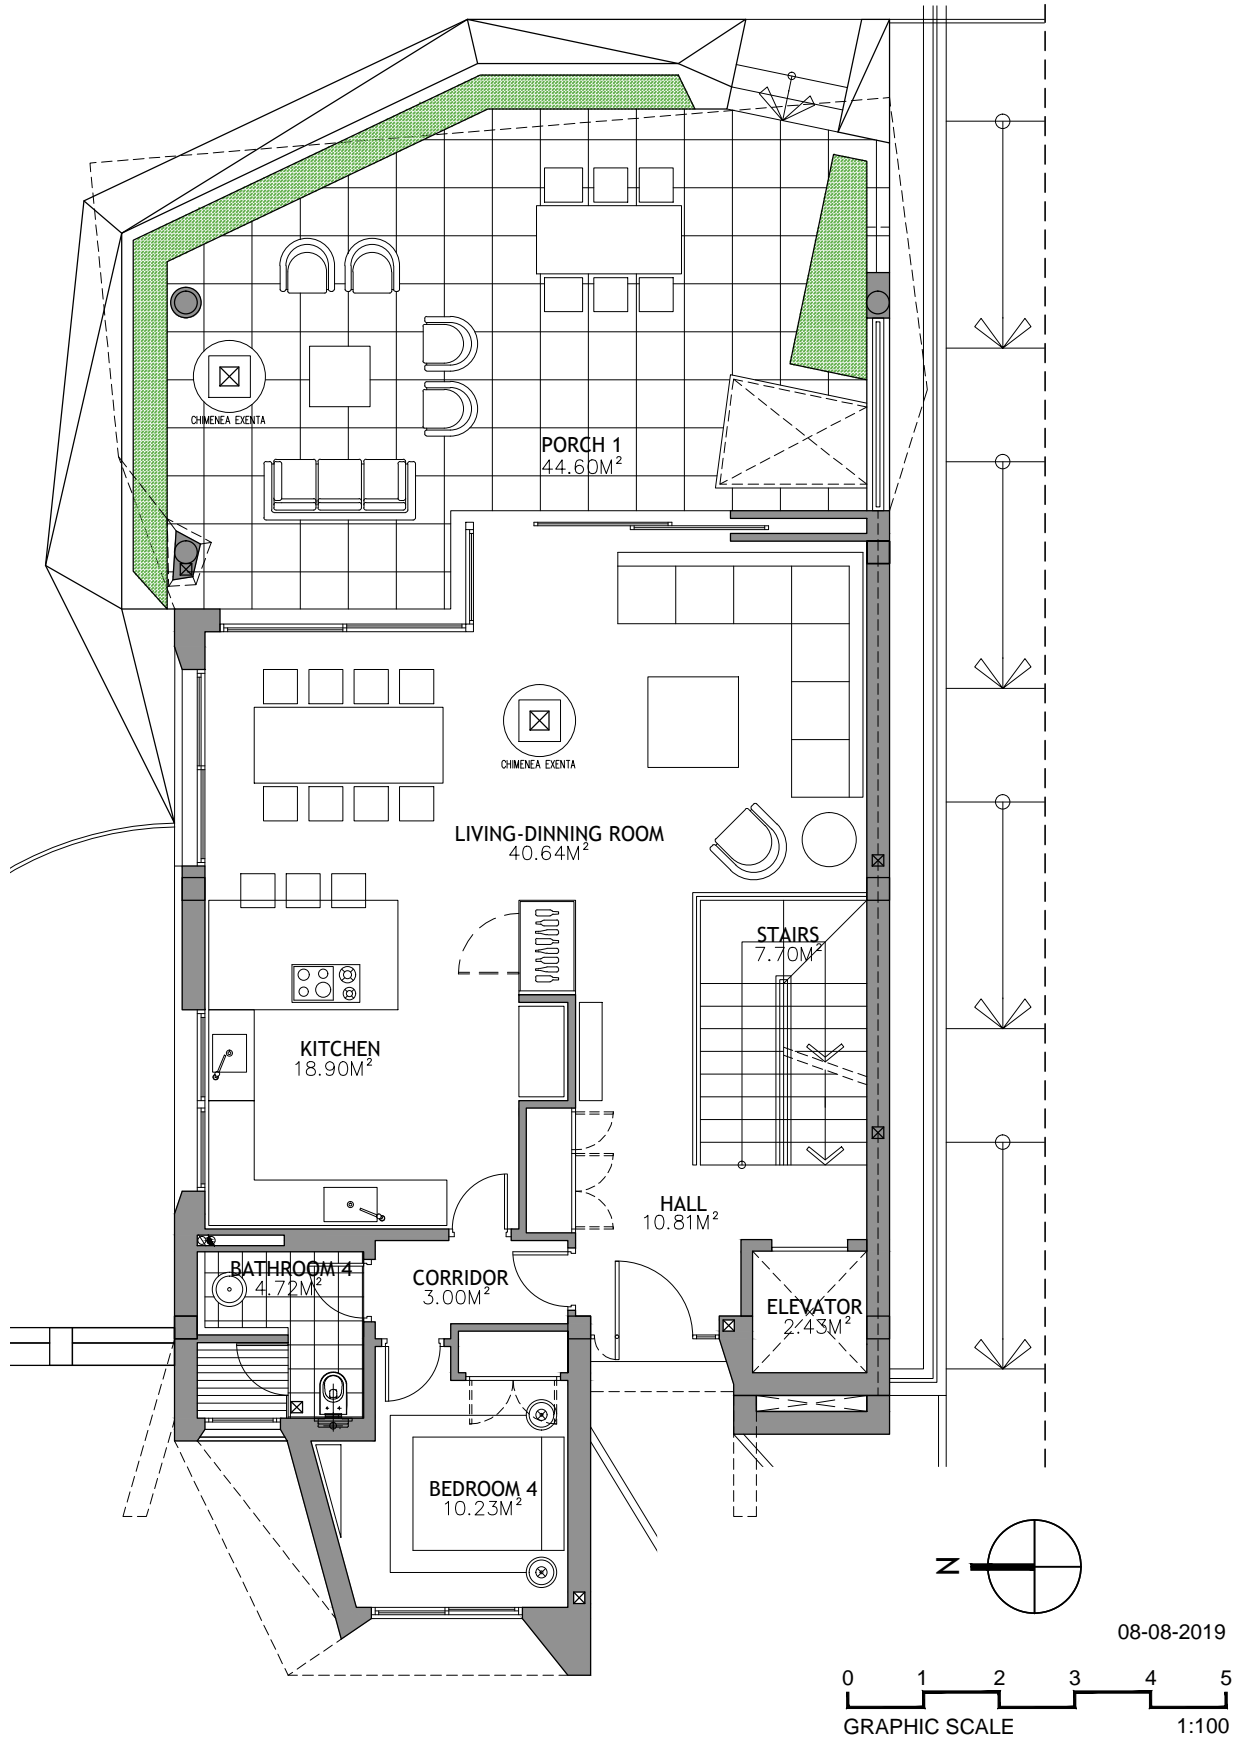 CHIMENEA EXENTA
PORCH 1
44.60M²
CHIMENEA EXENTA
LIVING-DINNING ROOM
40.64M²
STAIRS
7.70M²
KITCHEN
18.90M²
HALL
10.81M²
BATHROOM 4
4.72M²
CORRIDOR
3.00M²
ELEVATOR
2.43M²
BEDROOM 4
10.23M²
N
08-08-2019
0 1 2 3 4 5
GRAPHIC SCALE 1:100